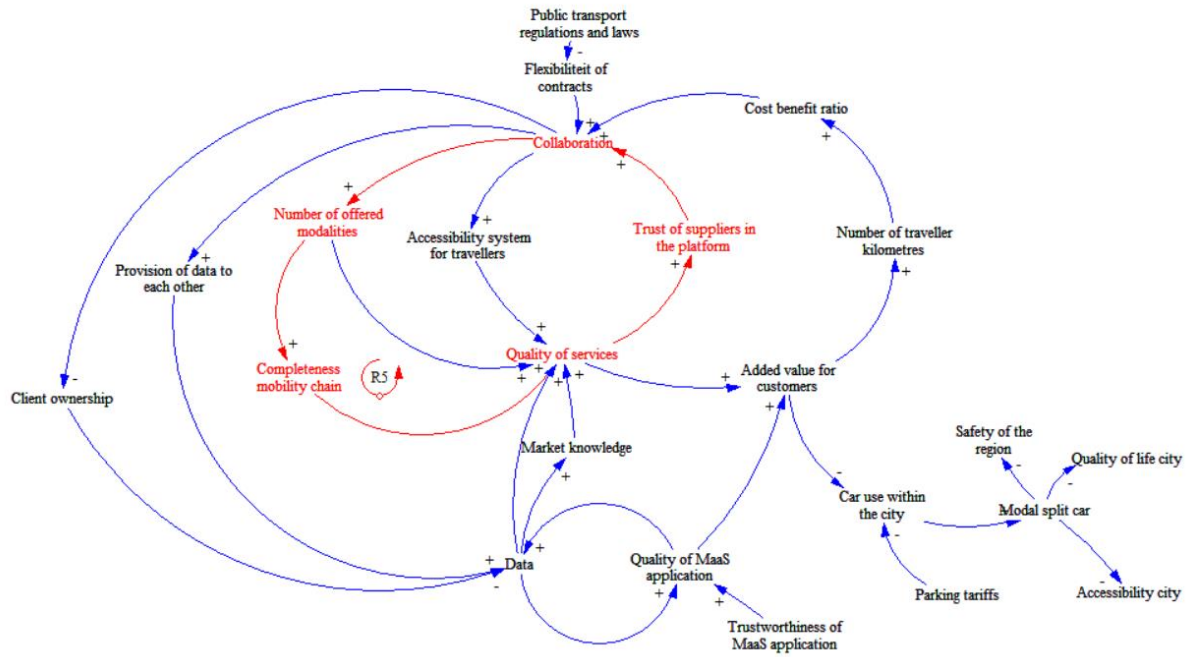 Public transport
regulations and laws
-
Flexibiliteit of
contracts
Cost benefit ratio
+
+
+
Collaboration
+
+
Number of offered
modalities
+
Accessibility system
for travellers
Trust of suppliers in
the platform
+
Number of traveller
kilometres
+
Provision of data to
each other
+
+
+
Quality of services
+
+
+
+
Completeness
mobility chain
R5
Added value for
customers
+
+
-
Client ownership
Market knowledge
+
Safety of the
region
-
Quality of life city
-
-
Car use within
the city
-
Modal split car
-
+
-
Data
+
Quality of MaaS
application
+
+
Parking tariffs
-
Accessibility city
Trustworthiness of
MaaS application